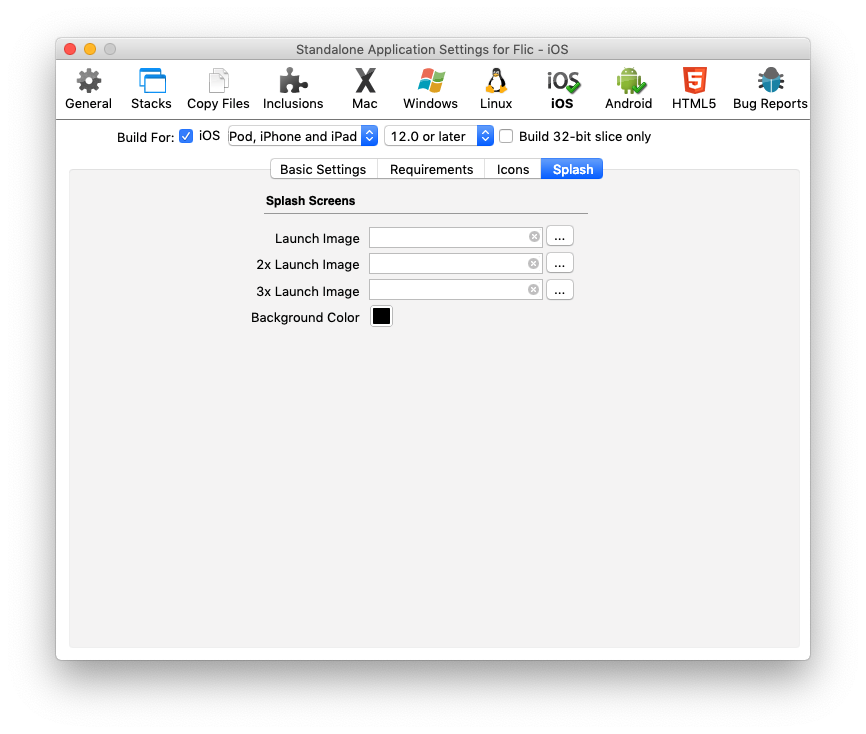 Standalone Application Settings for Flic - iOS
General Stacks Copy Files Inclusions Mac Windows Linux iOS Android HTML5 Bug Reports
Build For: iOS Pod, iPhone and iPad 12.0 or later Build 32-bit slice only
Basic Settings Requirements Icons Splash
Splash Screens
Launch Image ...
2x Launch Image ...
3x Launch Image ...
Background Color